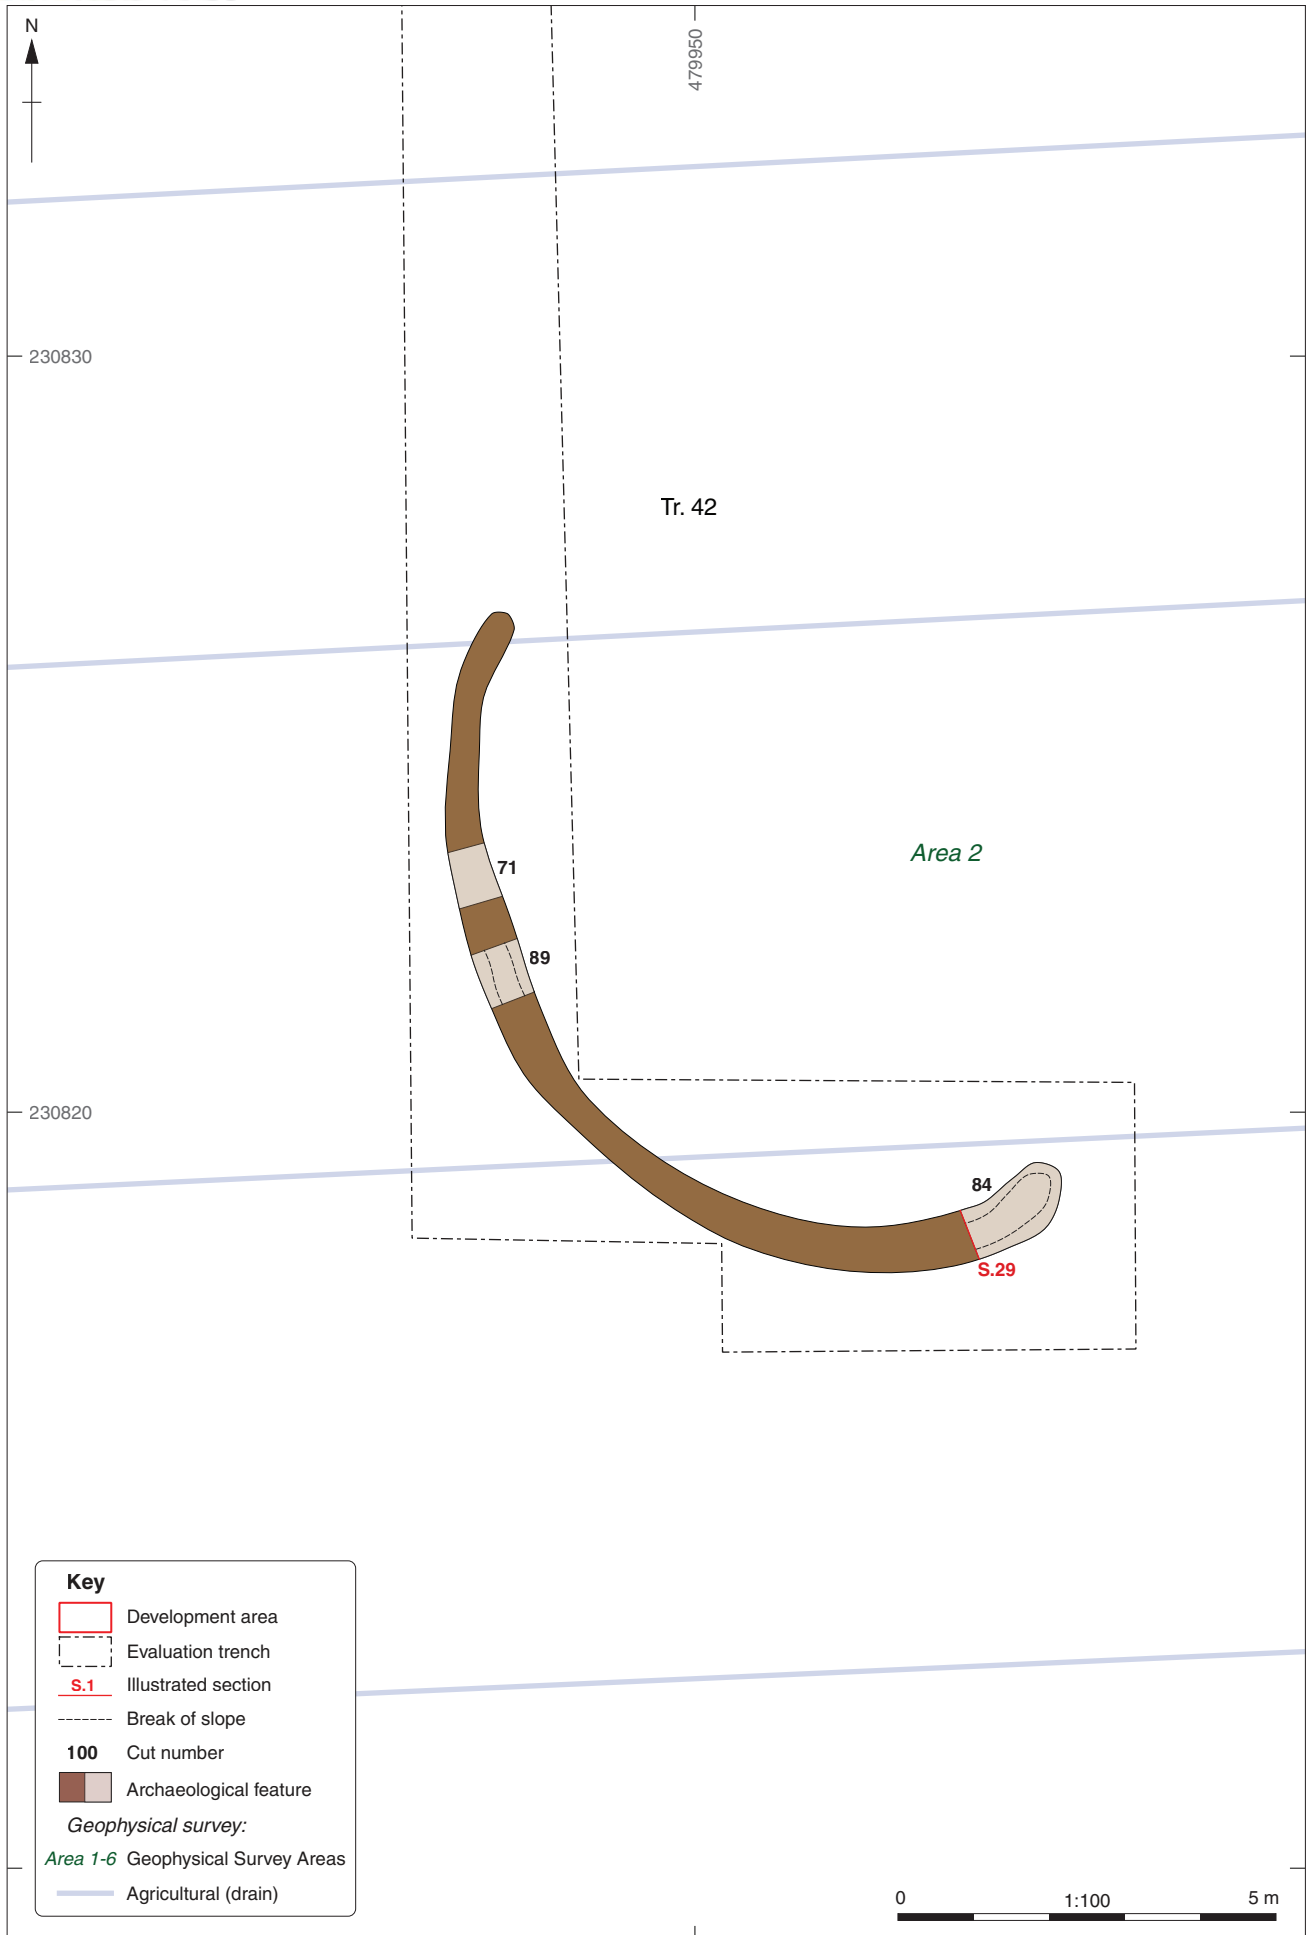 N
479950
230830
Tr. 42
Area 2
71
89
230820
84
S.29
Key
Development area
Evaluation trench
S.1 Illustrated section
Break of slope
100 Cut number
Archaeological feature
Geophysical survey:
Area 1-6 Geophysical Survey Areas
Agricultural (drain)
0 1:100 5 m